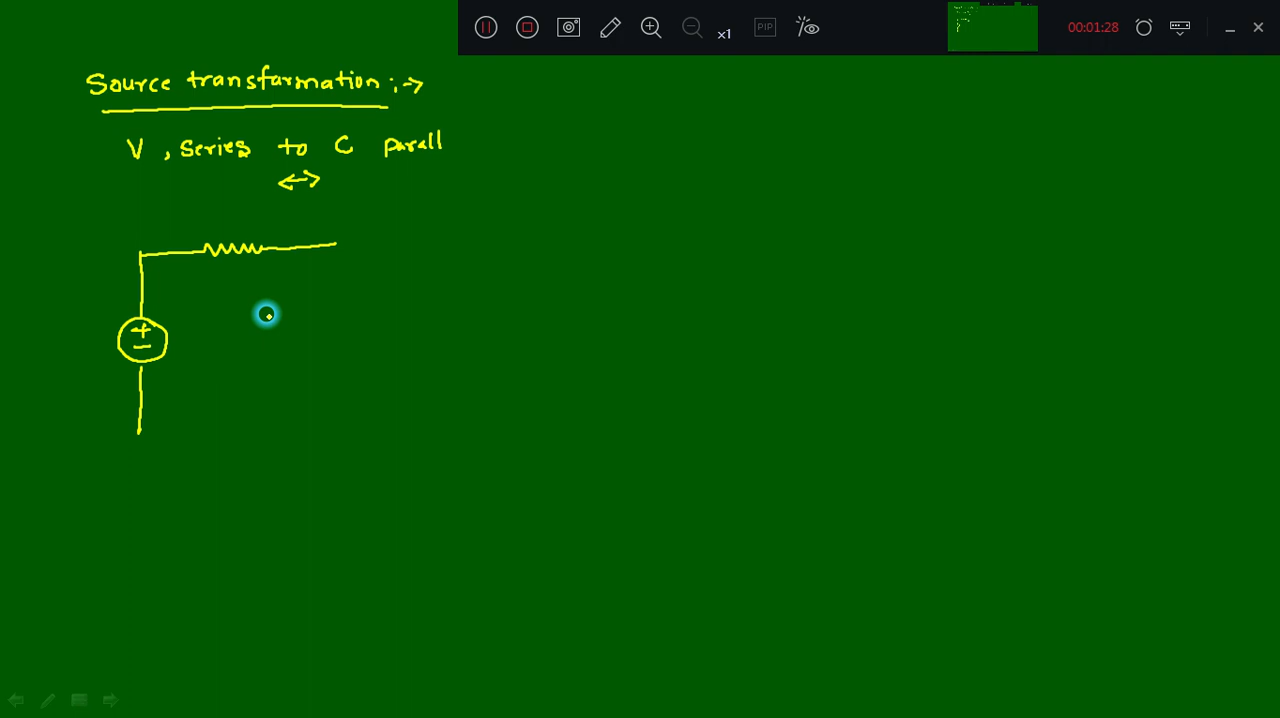 x1
PIP
00:01:28
Source transformation :->
V , Series to C parall
<->
+
-